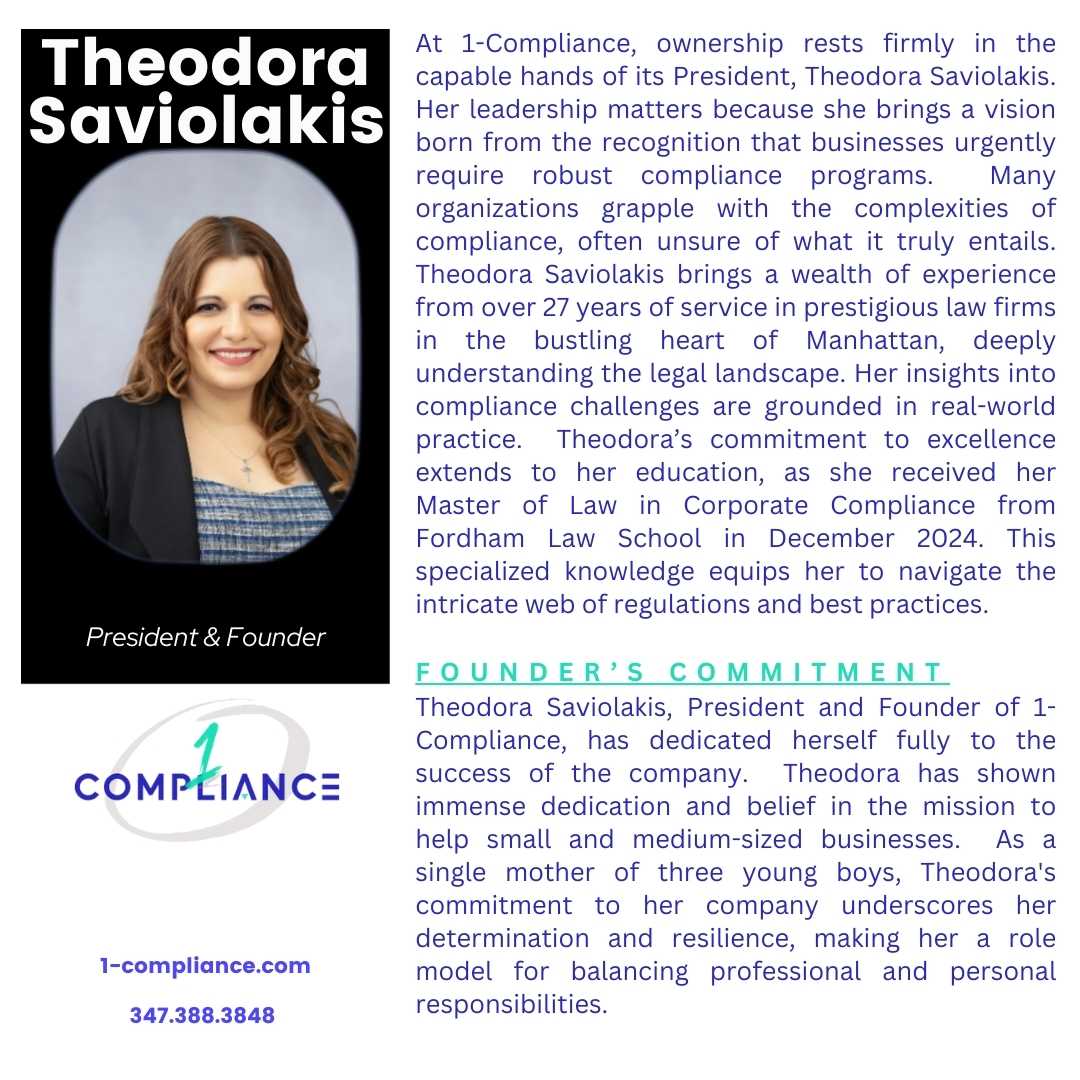 Theodora
Saviolakis
President & Founder
1
COMPLIANCE
1-compliance.com
347.388.3848
At 1-Compliance, ownership rests firmly in the
capable hands of its President, Theodora Saviolakis.
Her leadership matters because she brings a vision
born from the recognition that businesses urgently
require robust compliance programs. Many
organizations grapple with the complexities of
compliance, often unsure of what it truly entails.
Theodora Saviolakis brings a wealth of experience
from over 27 years of service in prestigious law firms
in the bustling heart of Manhattan, deeply
understanding the legal landscape. Her insights into
compliance challenges are grounded in real-world
practice. Theodora’s commitment to excellence
extends to her education, as she received her
Master of Law in Corporate Compliance from
Fordham Law School in December 2024. This
specialized knowledge equips her to navigate the
intricate web of regulations and best practices.
FOUNDER’S COMMITMENT
Theodora Saviolakis, President and Founder of 1-
Compliance, has dedicated herself fully to the
success of the company. Theodora has shown
immense dedication and belief in the mission to
help small and medium-sized businesses. As a
single mother of three young boys, Theodora's
commitment to her company underscores her
determination and resilience, making her a role
model for balancing professional and personal
responsibilities.